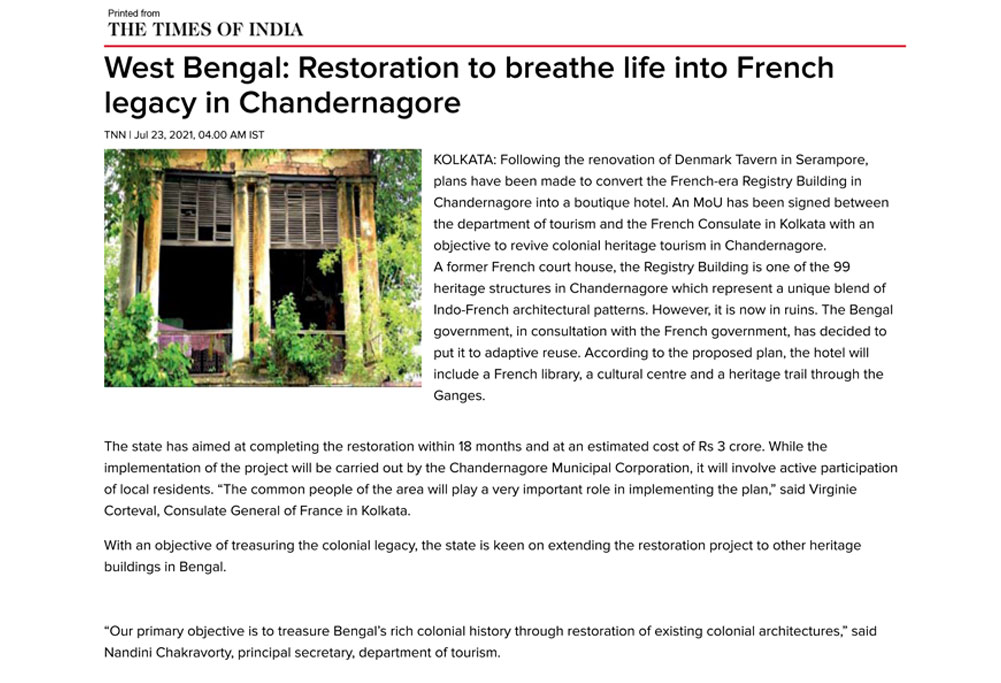 Printed from
THE TIMES OF INDIA
West Bengal: Restoration to breathe life into French
legacy in Chandernagore
TNN | Jul 23, 2021, 04.00 AM IST
KOLKATA: Following the renovation of Denmark Tavern in Serampore,
plans have been made to convert the French-era Registry Building in
Chandernagore into a boutique hotel. An MoU has been signed between
the department of tourism and the French Consulate in Kolkata with an
objective to revive colonial heritage tourism in Chandernagore.
A former French court house, the Registry Building is one of the 99
heritage structures in Chandernagore which represent a unique blend of
Indo-French architectural patterns. However, it is now in ruins. The Bengal
government, in consultation with the French government, has decided to
put it to adaptive reuse. According to the proposed plan, the hotel will
include a French library, a cultural centre and a heritage trail through the
Ganges.
The state has aimed at completing the restoration within 18 months and at an estimated cost of Rs 3 crore. While the
implementation of the project will be carried out by the Chandernagore Municipal Corporation, it will involve active participation
of local residents. “The common people of the area will play a very important role in implementing the plan,” said Virginie
Corteval, Consulate General of France in Kolkata.
With an objective of treasuring the colonial legacy, the state is keen on extending the restoration project to other heritage
buildings in Bengal.
“Our primary objective is to treasure Bengal’s rich colonial history through restoration of existing colonial architectures,” said
Nandini Chakravorty, principal secretary, department of tourism.